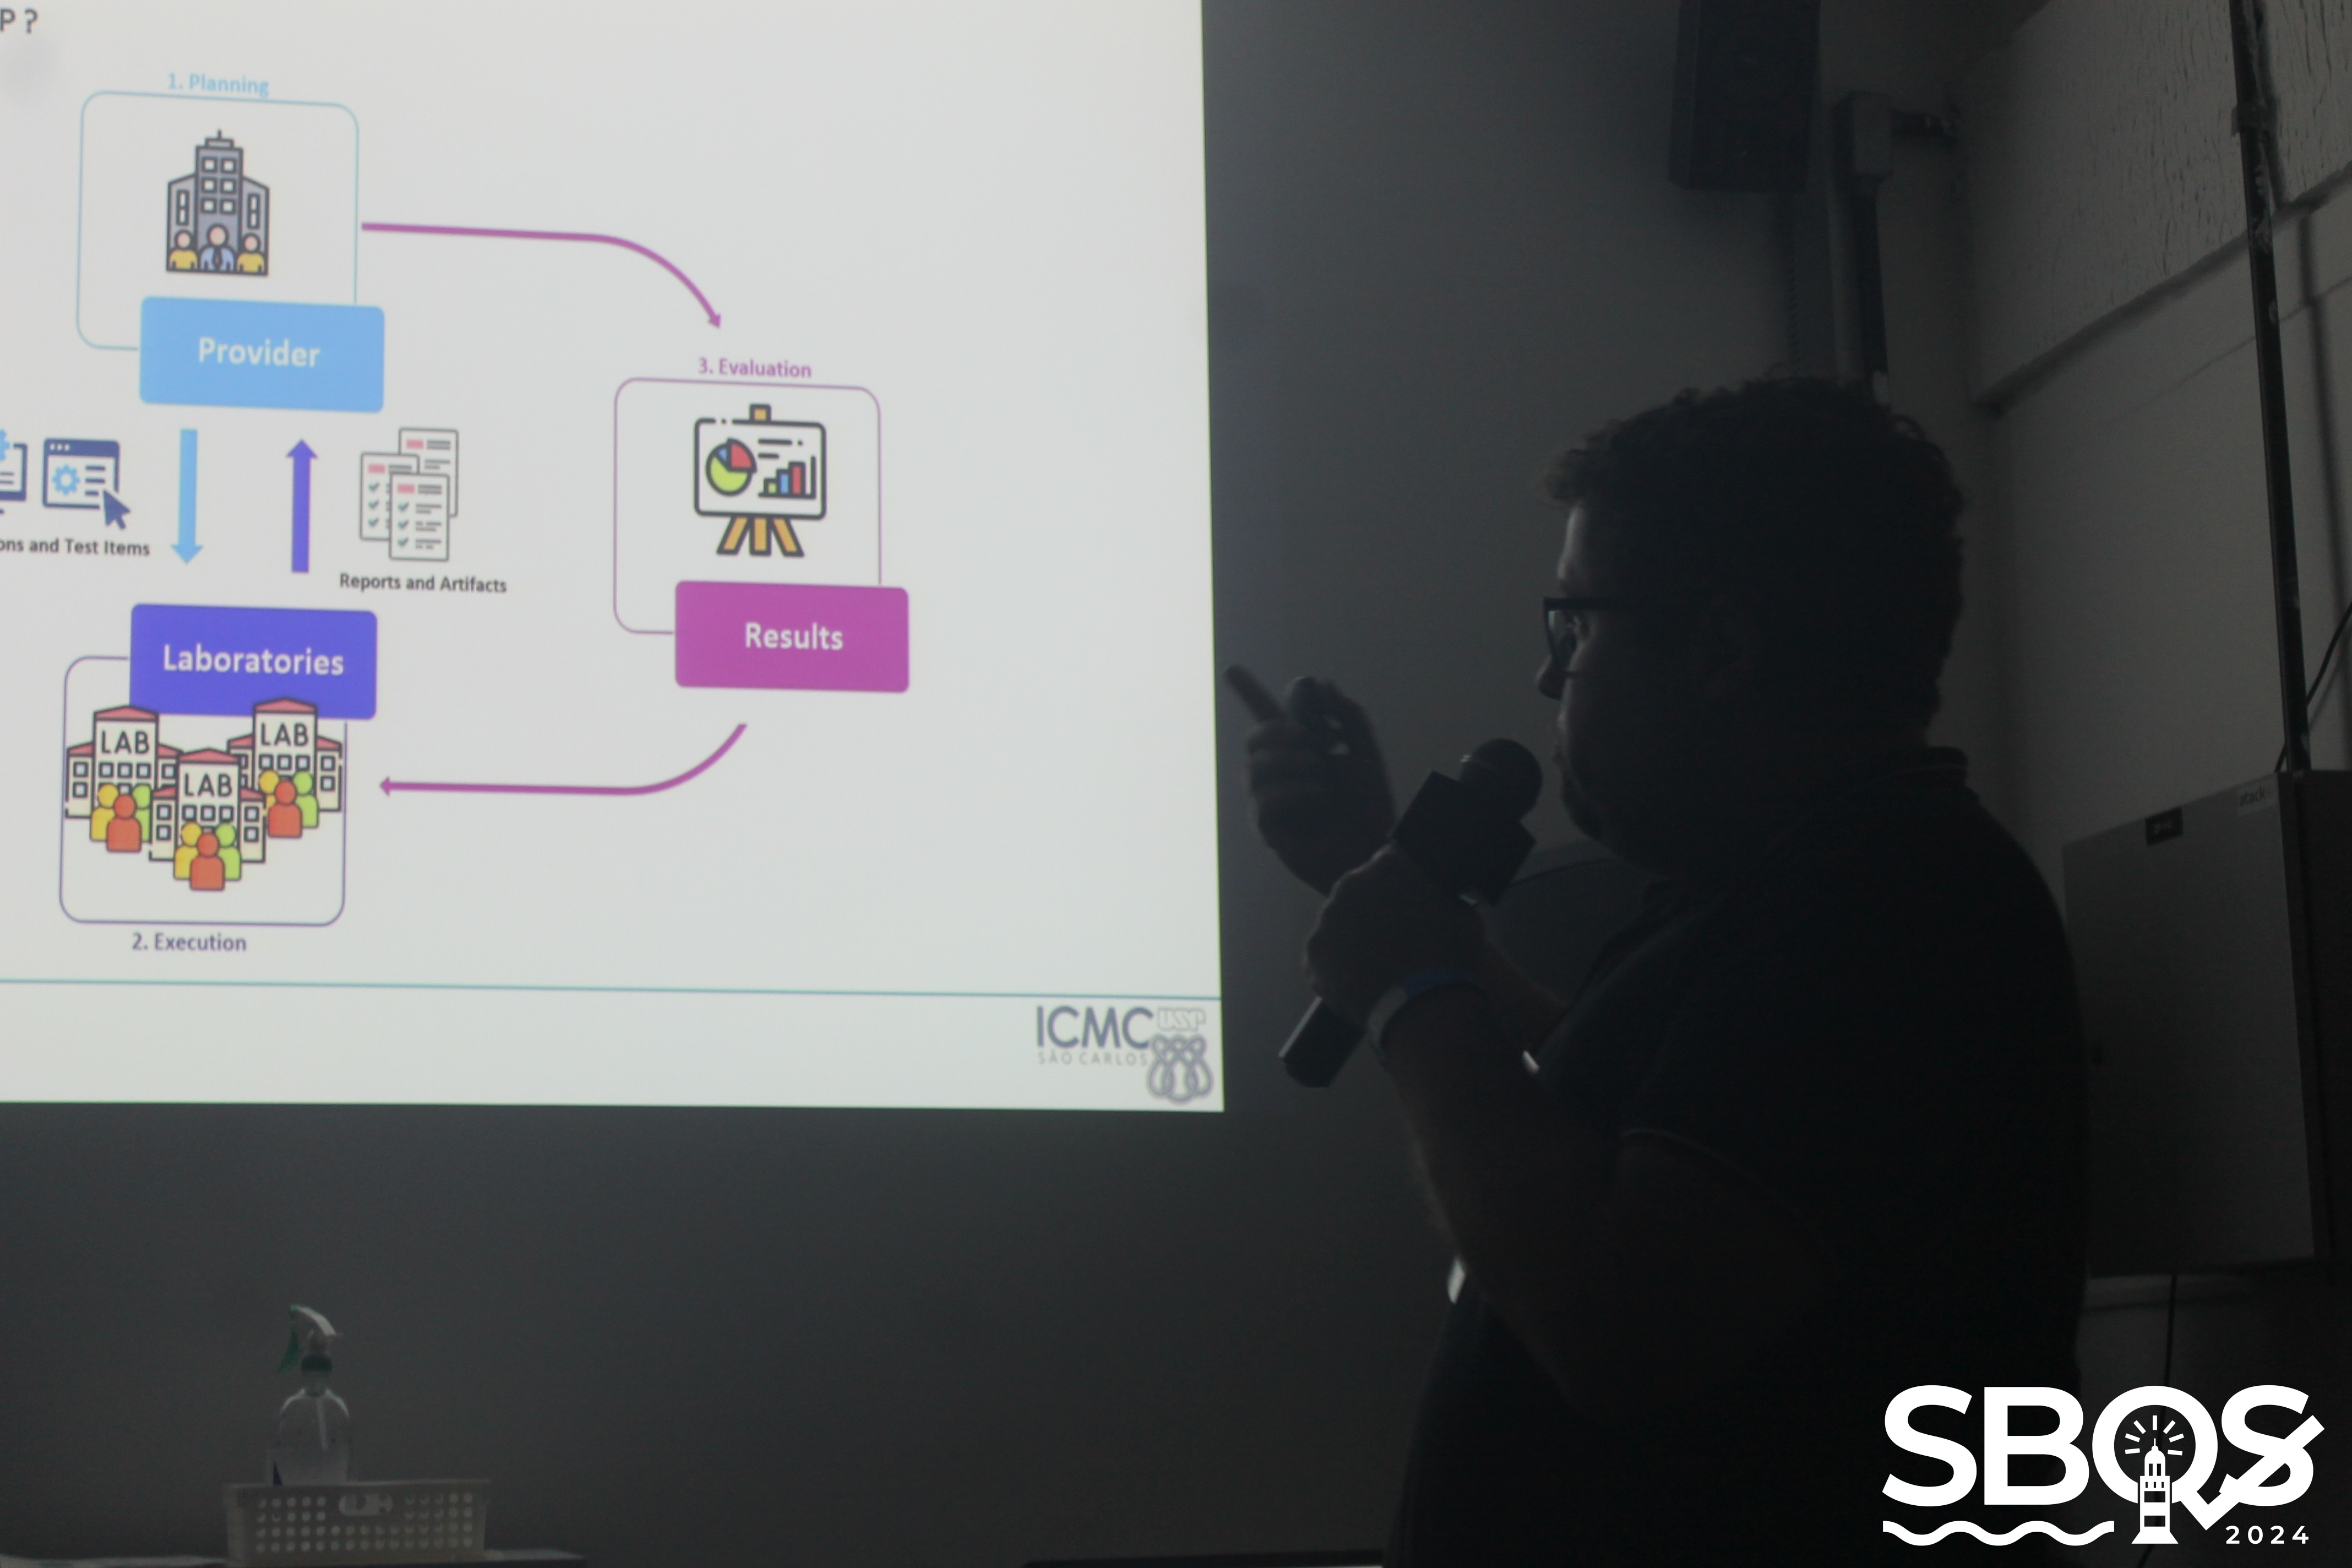 P ?
1. Planning
Provider
ons and Test Items
Reports and Artifacts
3. Evaluation
Results
Laboratories
LAB
LAB
LAB
2. Execution
ICMC
USP
SÃO CARLOS
SBQS
2024